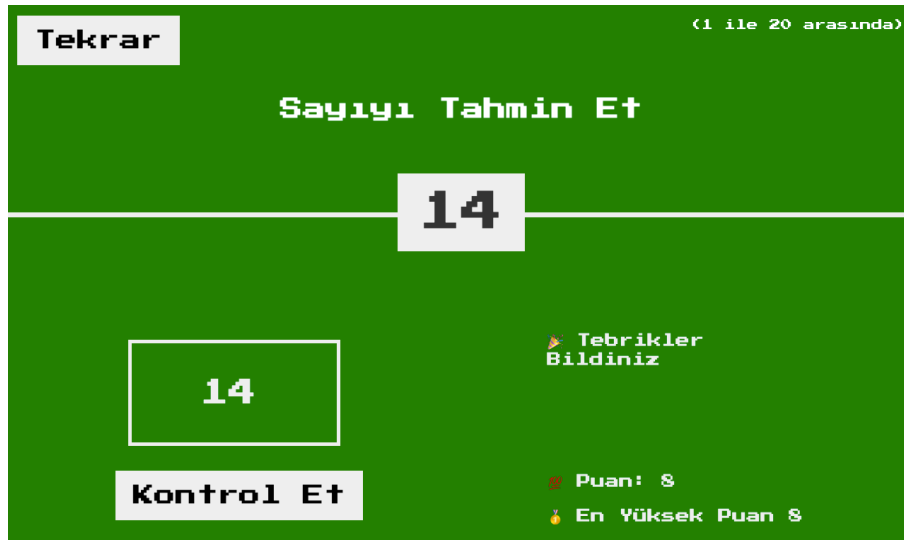 Tekrar
(1 ile 20 arasında)
Sayıyı Tahmin Et
14
14
🎉 Tebrikler
Bildiniz
Kontrol Et
💯 Puan: 8
🥇 En Yüksek Puan 8